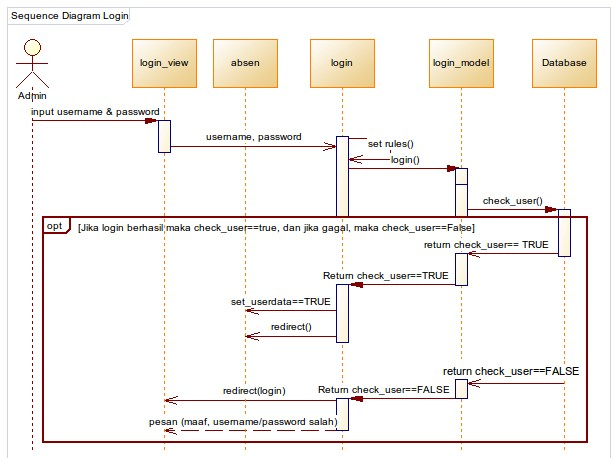 Sequence Diagram Login
login_view
absen
login
login_model
Database
Admin
input username & password
username, password
set rules()
login()
check_user()
opt
[Jika login berhasil maka check_user==true, dan jika gagal, maka check_user==False]
return check_user== TRUE
Return check_user==TRUE
set_userdata==TRUE
redirect()
return check_user==FALSE
redirect(login)
Return check_user==FALSE
pesan (maaf, username/password salah)